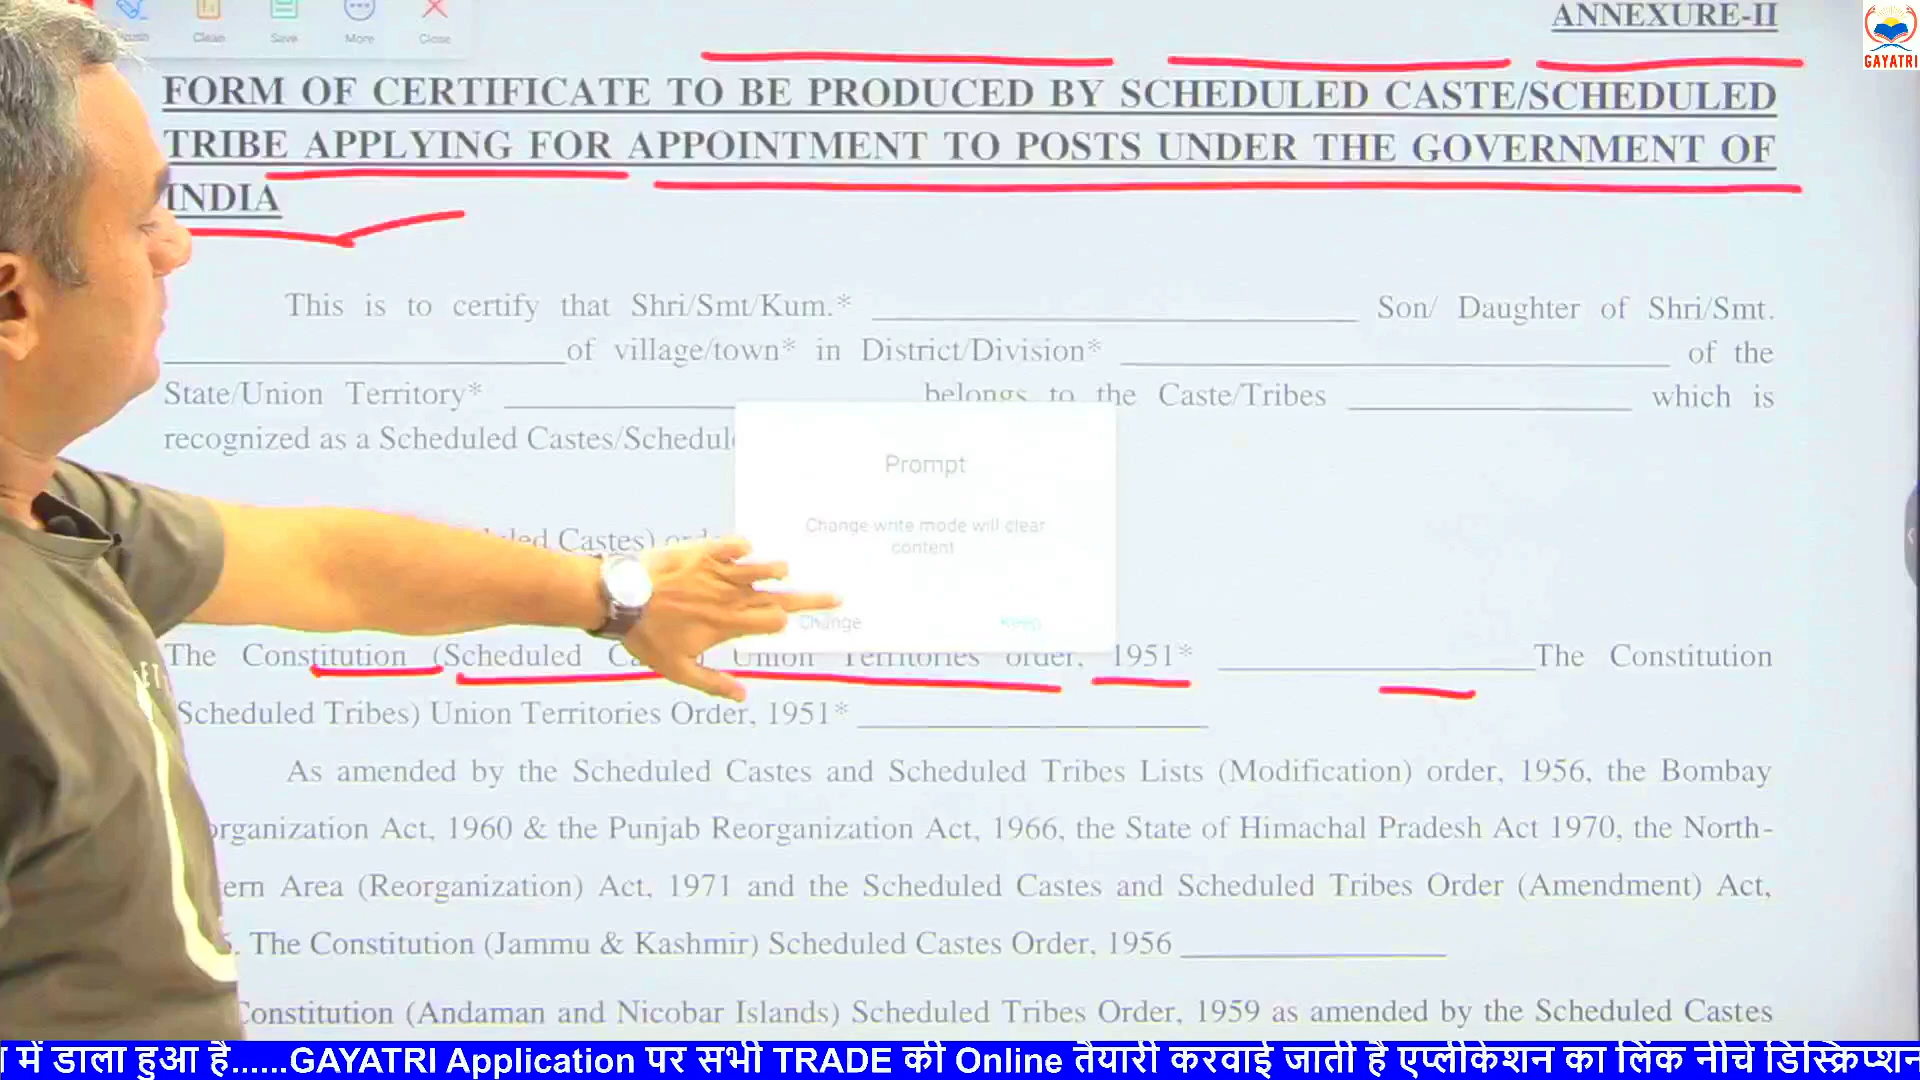 Clean Save More Close
ANNEXURE-II
GAYATRI
FORM OF CERTIFICATE TO BE PRODUCED BY SCHEDULED CASTE/SCHEDULED
TRIBE APPLYING FOR APPOINTMENT TO POSTS UNDER THE GOVERNMENT OF
INDIA
This is to certify that Shri/Smt/Kum.* Son/ Daughter of Shri/Smt.
of village/town* in District/Division* of the
State/Union Territory* belongs to the Caste/Tribes which is
recognized as a Scheduled Castes/
Prompt
Change write mode will clear
content
Castes)
Change Keep
The Constitution (Scheduled Union Territories order, 1951* The Constitution
Scheduled Tribes) Union Territories Order, 1951*
As amended by the Scheduled Castes and Scheduled Tribes Lists (Modification) order, 1956, the Bombay
Act, 1960 & the Punjab Reorganization Act, 1966, the State of Himachal Pradesh Act 1970, the North-
Area (Reorganization) Act, 1971 and the Scheduled Castes and Scheduled Tribes Order (Amendment) Act,
. The Constitution (Jammu & Kashmir) Scheduled Castes Order, 1956
Constitution (Andaman and Nicobar Islands) Scheduled Tribes Order, 1959 as amended by the Scheduled Castes
में डाला हुआ है......GAYATRI Application पर सभी TRADE की Online तैयारी करवाई जाती है एप्लीकेशन का लिंक नीचे डिस्क्रिप्शन